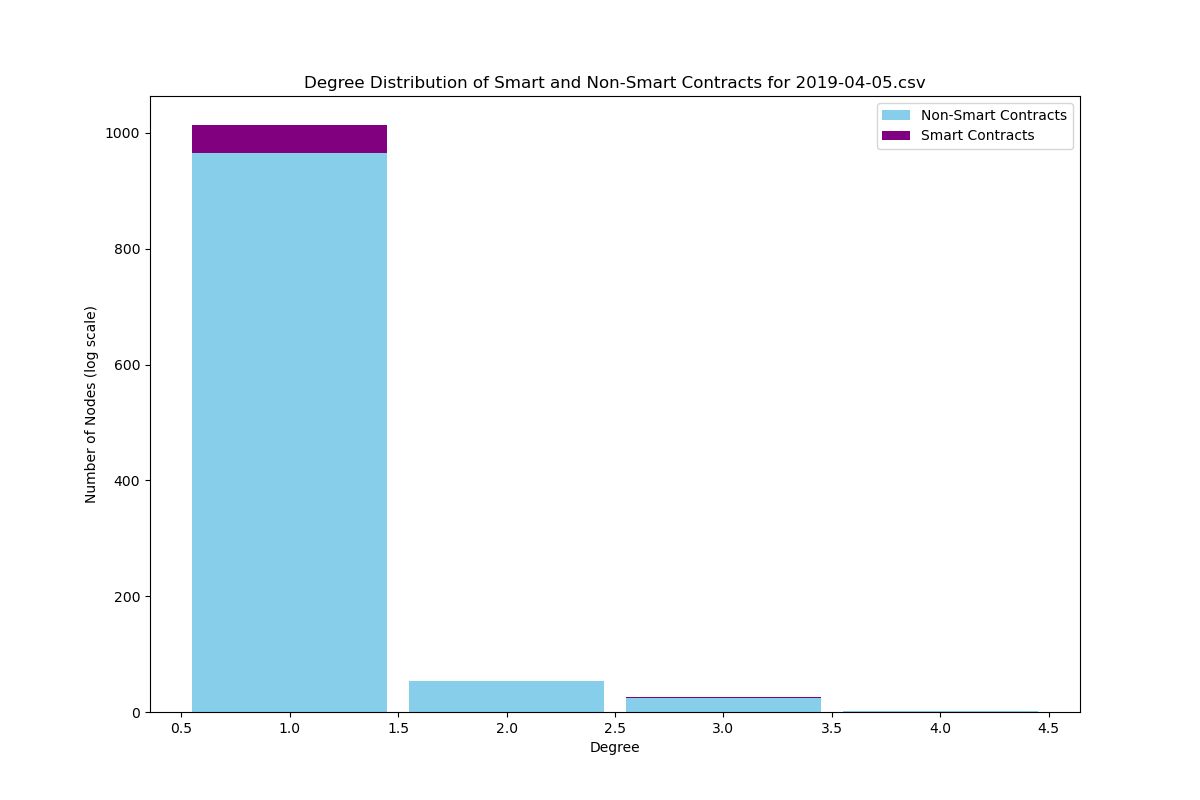 Degree Distribution of Smart and Non-Smart Contracts for 2019-04-05.csv
Non-Smart Contracts
Smart Contracts
Number of Nodes (log scale)
1000
800
600
400
200
0
0.5 1.0 1.5 2.0 2.5 3.0 3.5 4.0 4.5
Degree